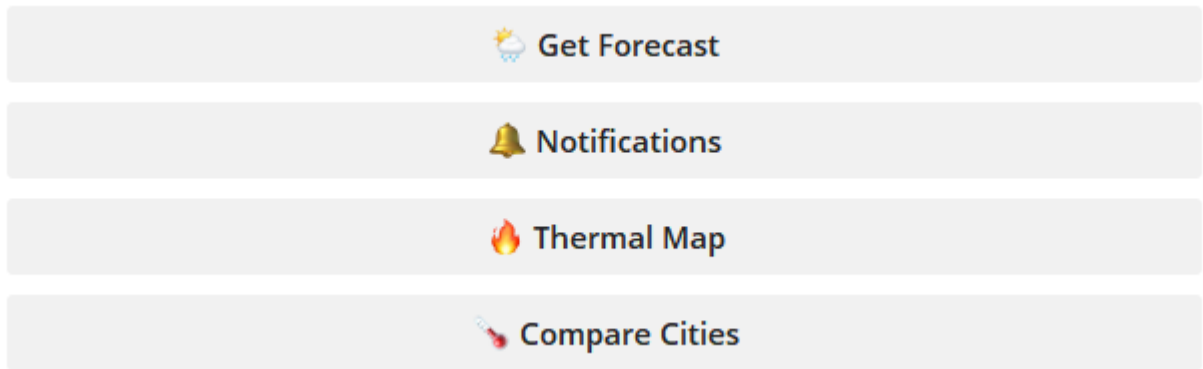 🌦️ Get Forecast
🔔 Notifications
🔥 Thermal Map
🌡️ Compare Cities